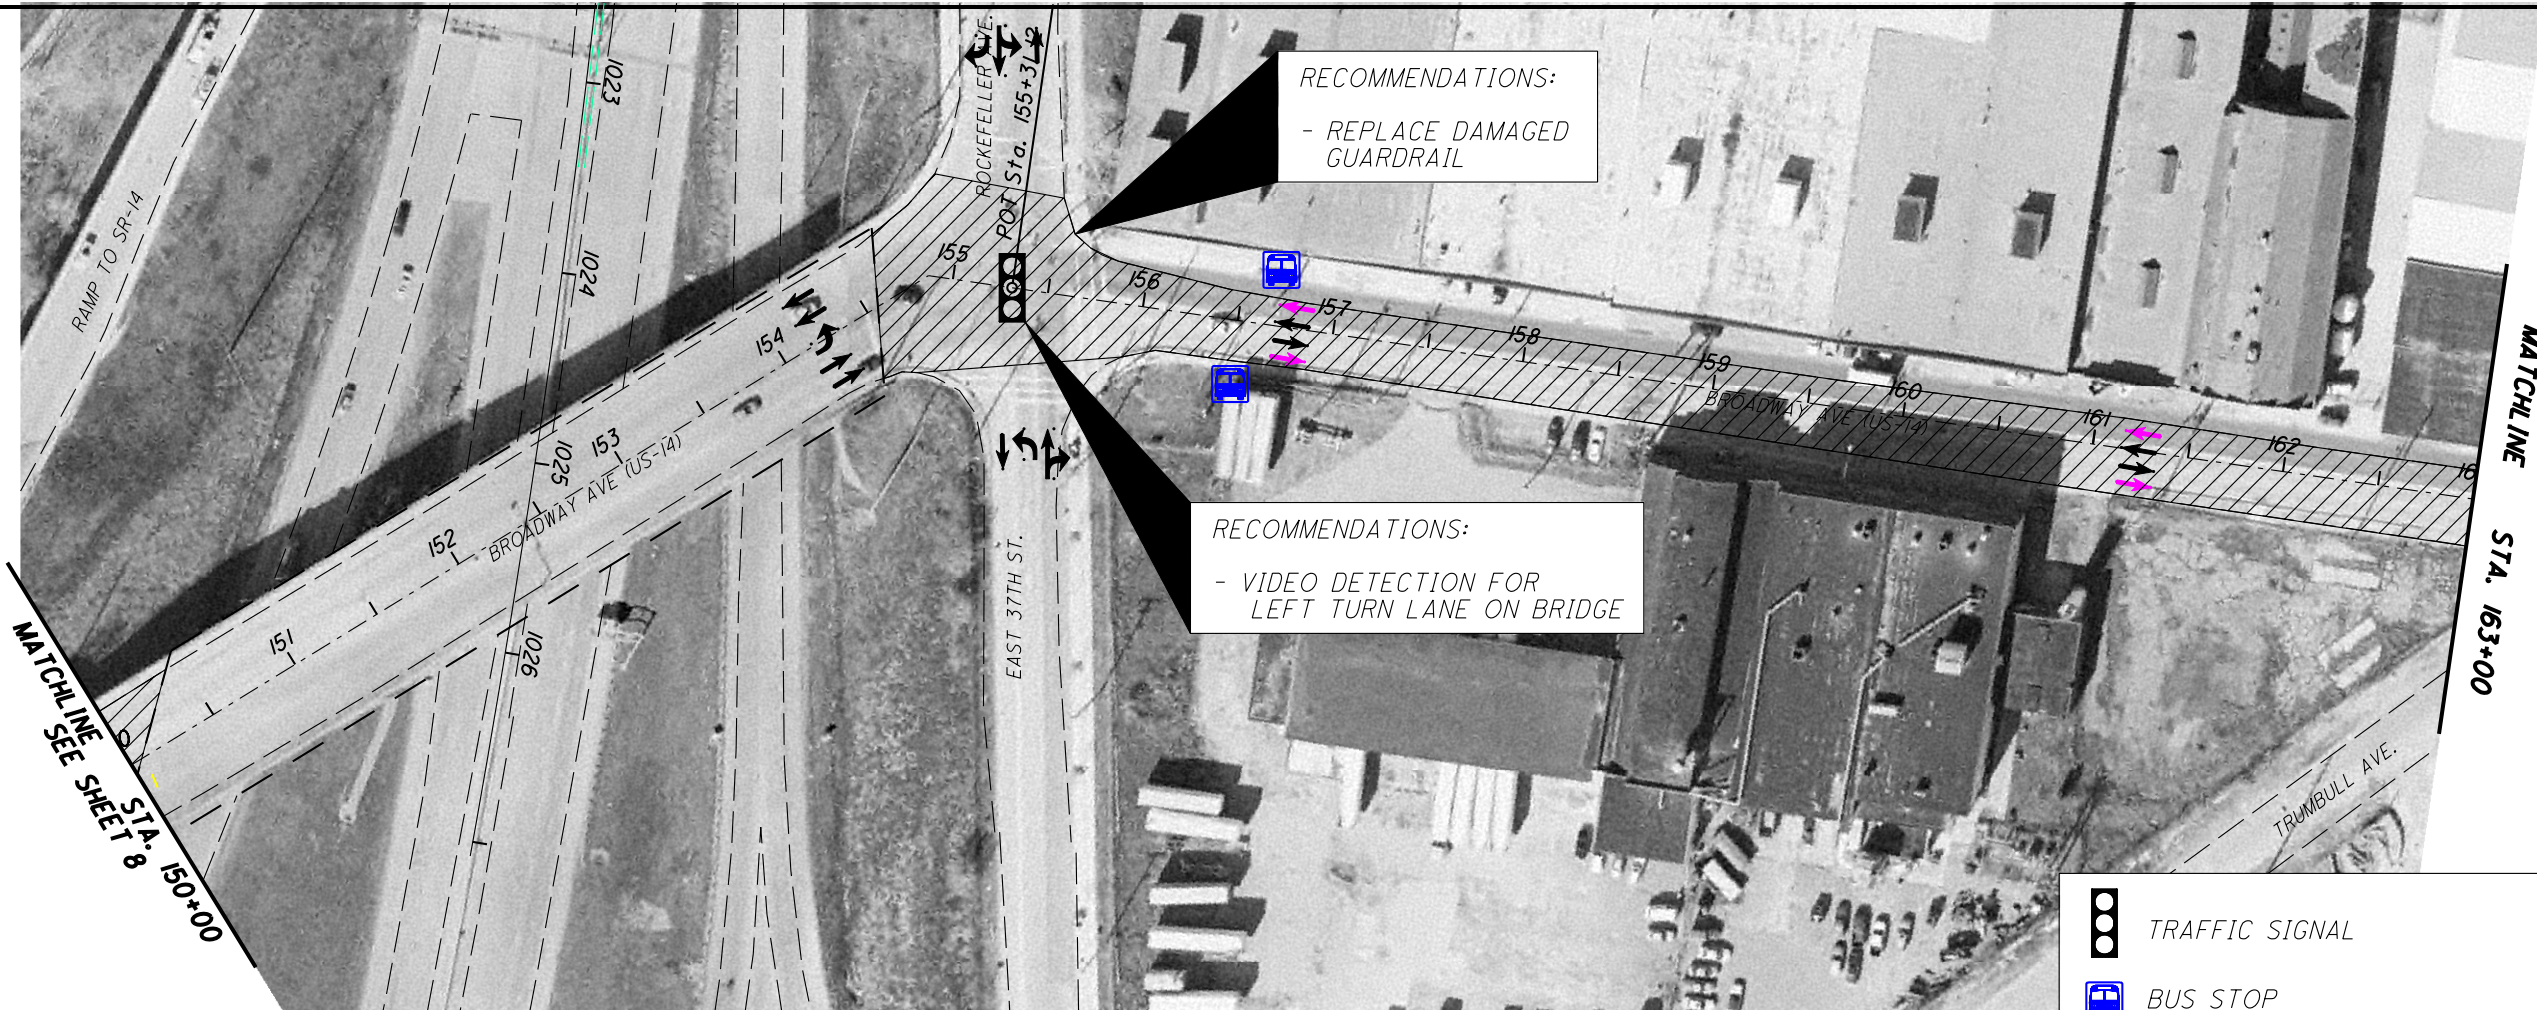 ROCKEFELLER AVE.
POT Sta. 155+31.12
1023
1024
1025
1026
RAMP TO SR-14
RECOMMENDATIONS:
- REPLACE DAMAGED
GUARDRAIL
151
152
153
154
155
156
157
158
159
160
161
162
16
BROADWAY AVE (US-14)
BROADWAY AVE (US-14)
RECOMMENDATIONS:
- VIDEO DETECTION FOR
LEFT TURN LANE ON BRIDGE
EAST 37TH ST.
MATCHLINE STA. 150+00
SEE SHEET 8
0
MATCHLINE STA. 163+00
TRUMBULL AVE.
TRAFFIC SIGNAL
BUS STOP